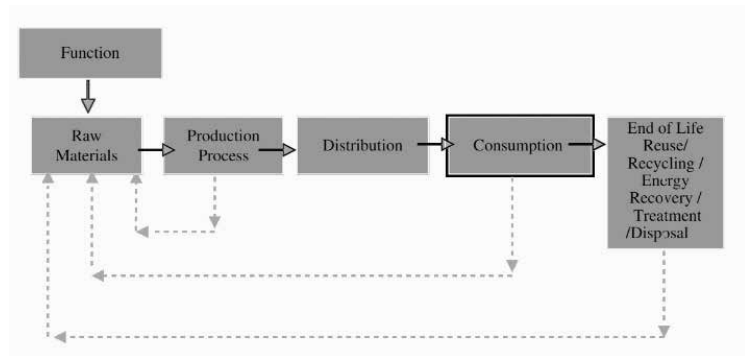 Function
Raw
Materials
Production
Process
Distribution
Consumption
End of Life
Reuse/
Recycling /
Energy
Recovery /
Treatment
/Disposal